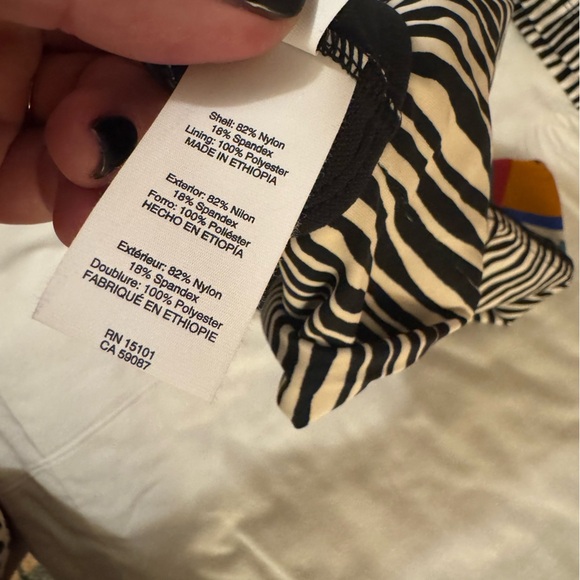 Shell: 82% Nylon
18% Spandex
Lining: 100% Polyester
MADE IN ETHIOPIA
Exterior: 82% Nilon
18% Spandex
Forro: 100% Poliéster
HECHO EN ETIOPIA
Extérieur: 82% Nylon
18% Spandex
Doublure: 100% Polyester
FABRIQUÉ EN ETHIOPIE
RN 15101
CA 59087